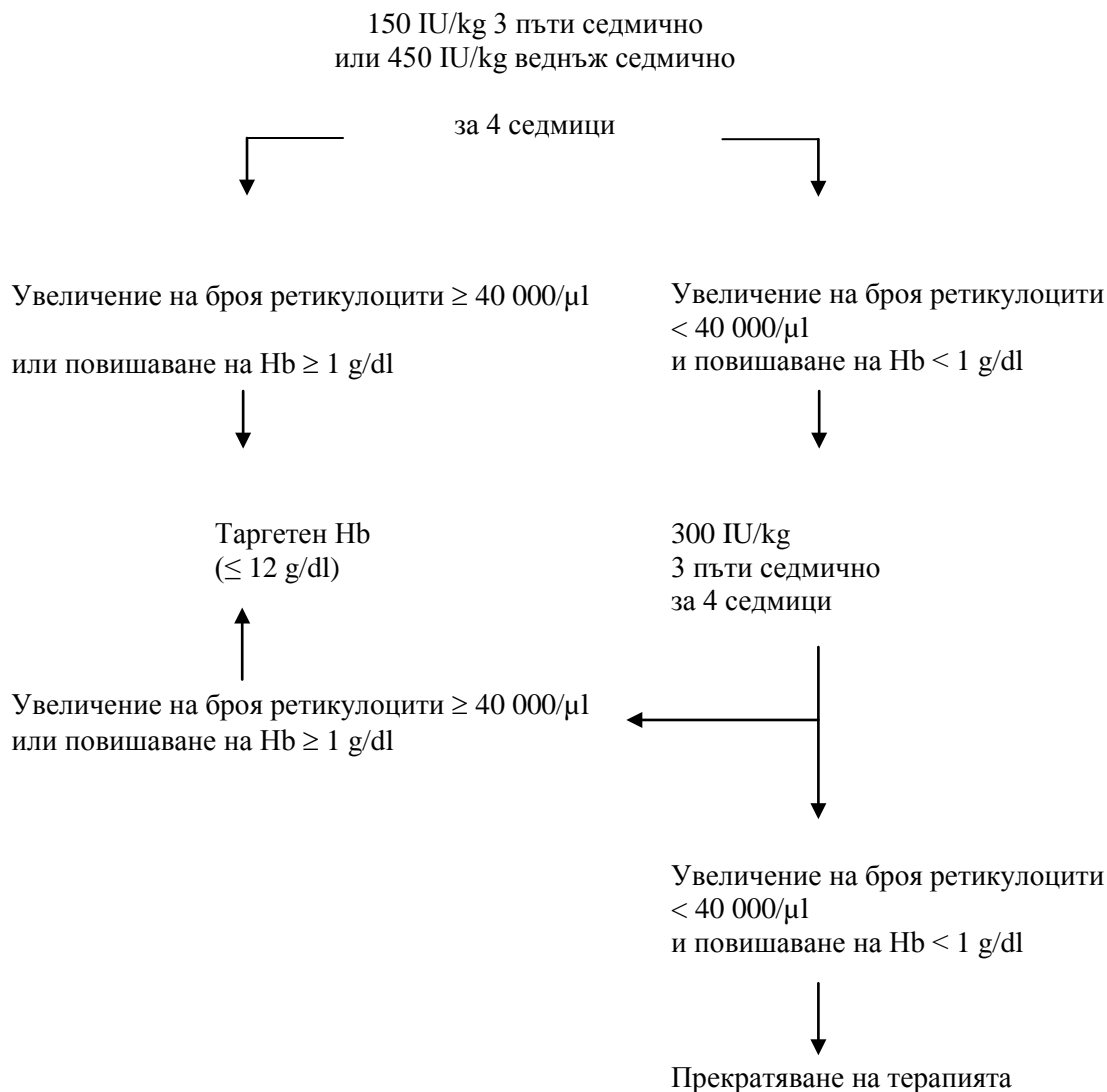 150 IU/kg 3 пъти седмично
или 450 IU/kg веднъж седмично
за 4 седмици
Увеличение на броя ретикулоцити ≥ 40 000/µl
или повишаване на Hb ≥ 1 g/dl
Увеличение на броя ретикулоцити
< 40 000/µl
и повишаване на Hb < 1 g/dl
Таргетен Hb
(≤ 12 g/dl)
300 IU/kg
3 пъти седмично
за 4 седмици
Увеличение на броя ретикулоцити ≥ 40 000/µl
или повишаване на Hb ≥ 1 g/dl
Увеличение на броя ретикулоцити
< 40 000/µl
и повишаване на Hb < 1 g/dl
Прекратяване на терапията